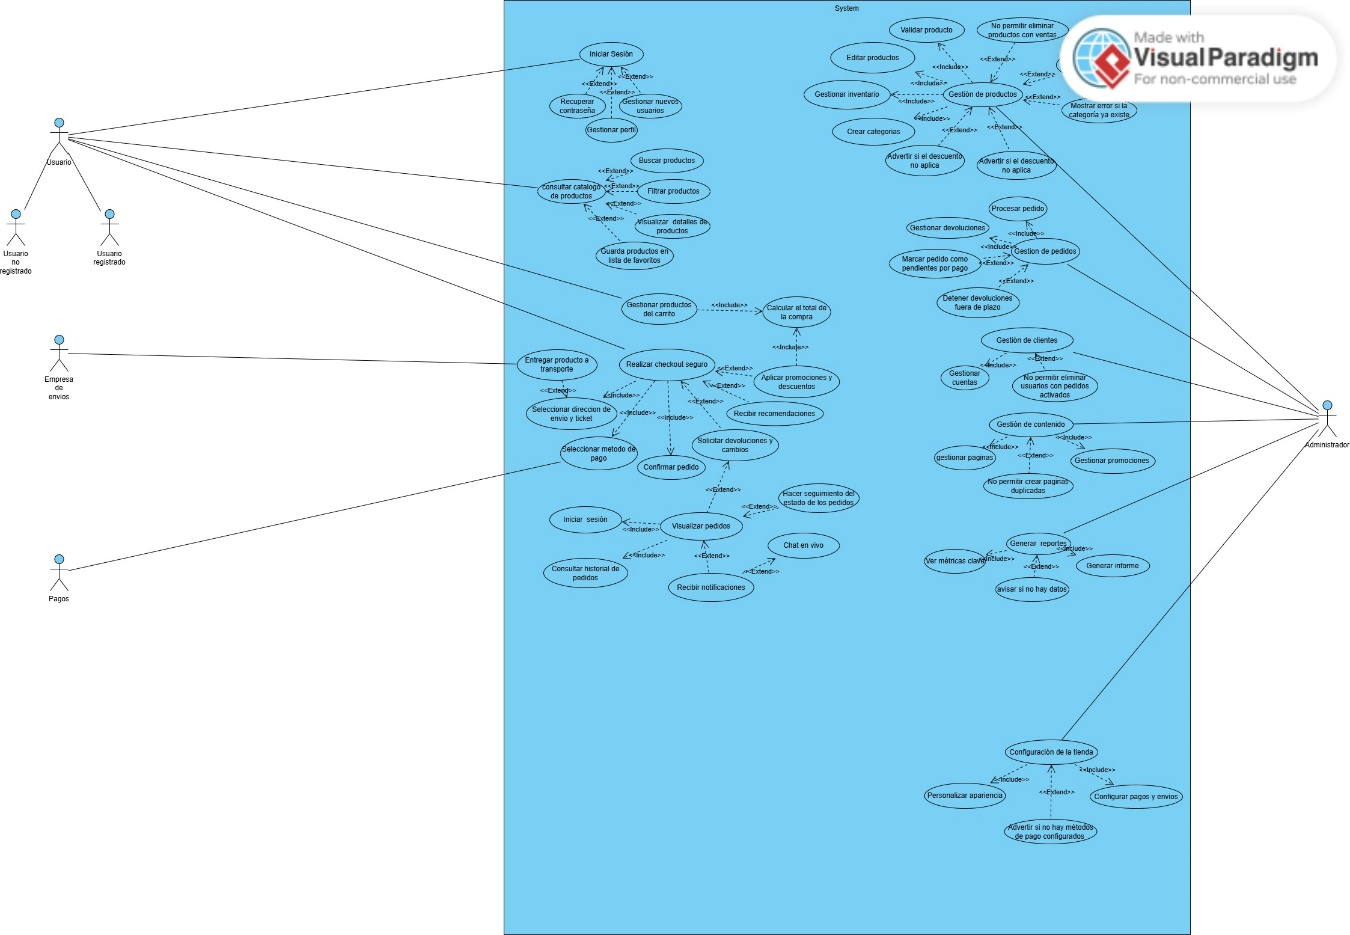 System
Made with
VisualParadigm
For non-commercial use
Usuario
Usuario
no
registrado
Usuario
registrado
Empresa
de
envios
Pagos
Administrador
Iniciar Sesión
<<Extend>>
<<Extend>>
<<Extend>>
Recuperar
contraseña
Gestionar nuevos
usuarios
Gestionar perfil
Buscar productos
<<Extend>>
consultar catalogo
de productos
<<Extend>>
Filtrar productos
<<Extend>>
<<Extend>>
Visualizar detalles de
productos
Guarda productos en
lista de favoritos
Gestionar productos
del carrito
<<Include>>
Calcular el total de
la compra
<<Include>>
Entregar producto a
transporte
<<Extend>>
Realizar checkout seguro
<<Extend>>
Aplicar promociones y
descuentos
<<Extend>>
<<Include>>
<<Extend>>
Seleccionar direccion de
envio y ticket
<<Include>>
<<Include>>
Recibir recomendaciones
Seleccionar metodo de
pago
Confirmar pedido
Solicitar devoluciones y
cambios
<<Extend>>
Hacer seguimiento del
estado de los pedidos
<<Extend>>
Iniciar sesión
<<Include>>
Visualizar pedidos
<<Include>>
<<Extend>>
Chat en vivo
<<Extend>>
Consultar historial de
pedidos
Recibir notificaciones
Validar producto
No permitir eliminar
productos con ventas
Editar productos
<<Include>>
<<Extend>>
<<Extend>>
Gestionar inventario
<<Include>>
Gestión de productos
<<Extend>>
Mostrar error si la
categoría ya existe
<<Include>>
Crear categorias
<<Extend>>
<<Extend>>
Advertir si el descuento
no aplica
Advertir si el descuento
no aplica
Procesar pedido
Gestionar devoluciones
<<Include>>
<<Include>>
Gestion de pedidos
Marcar pedido como
pendientes por pago
<<Extend>>
<<Extend>>
Detener devoluciones
fuera de plazo
Gestión de clientes
<<Include>>
<<Extend>>
Gestionar
cuentas
No permitir eliminar
usuarios con pedidos
activados
Gestión de contenido
<<Include>>
<<Include>>
<<Extend>>
gestionar paginas
Gestionar promociones
No permitir crear paginas
duplicadas
Generar reportes
<<Include>>
Ver métricas clave
<<Include>>
<<Extend>>
Generar informe
avisar si no hay datos
Configuración de la tienda
<<Include>>
<<Include>>
<<Extend>>
Personalizar apariencia
Configurar pagos y envios
Advertir si no hay métodos
de pago configurados